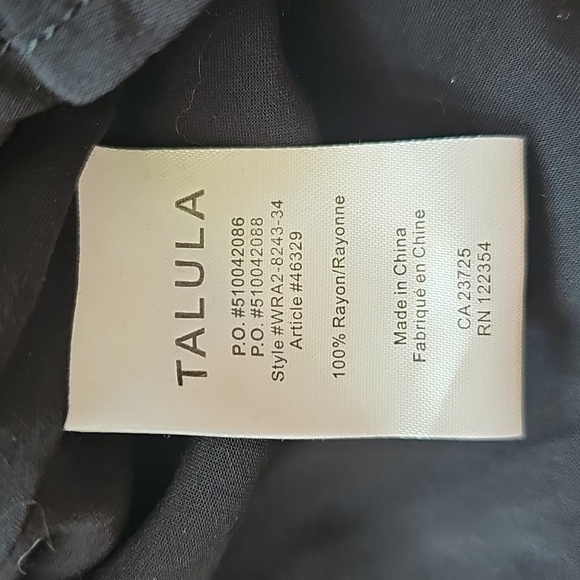 TALULA
P.O. #510042086
P.O. #510042088
Style #WRA2-8243-34
Article #46329
100% Rayon/Rayonne
Made in China
Fabriqué en Chine
CA 23725
RN 122354